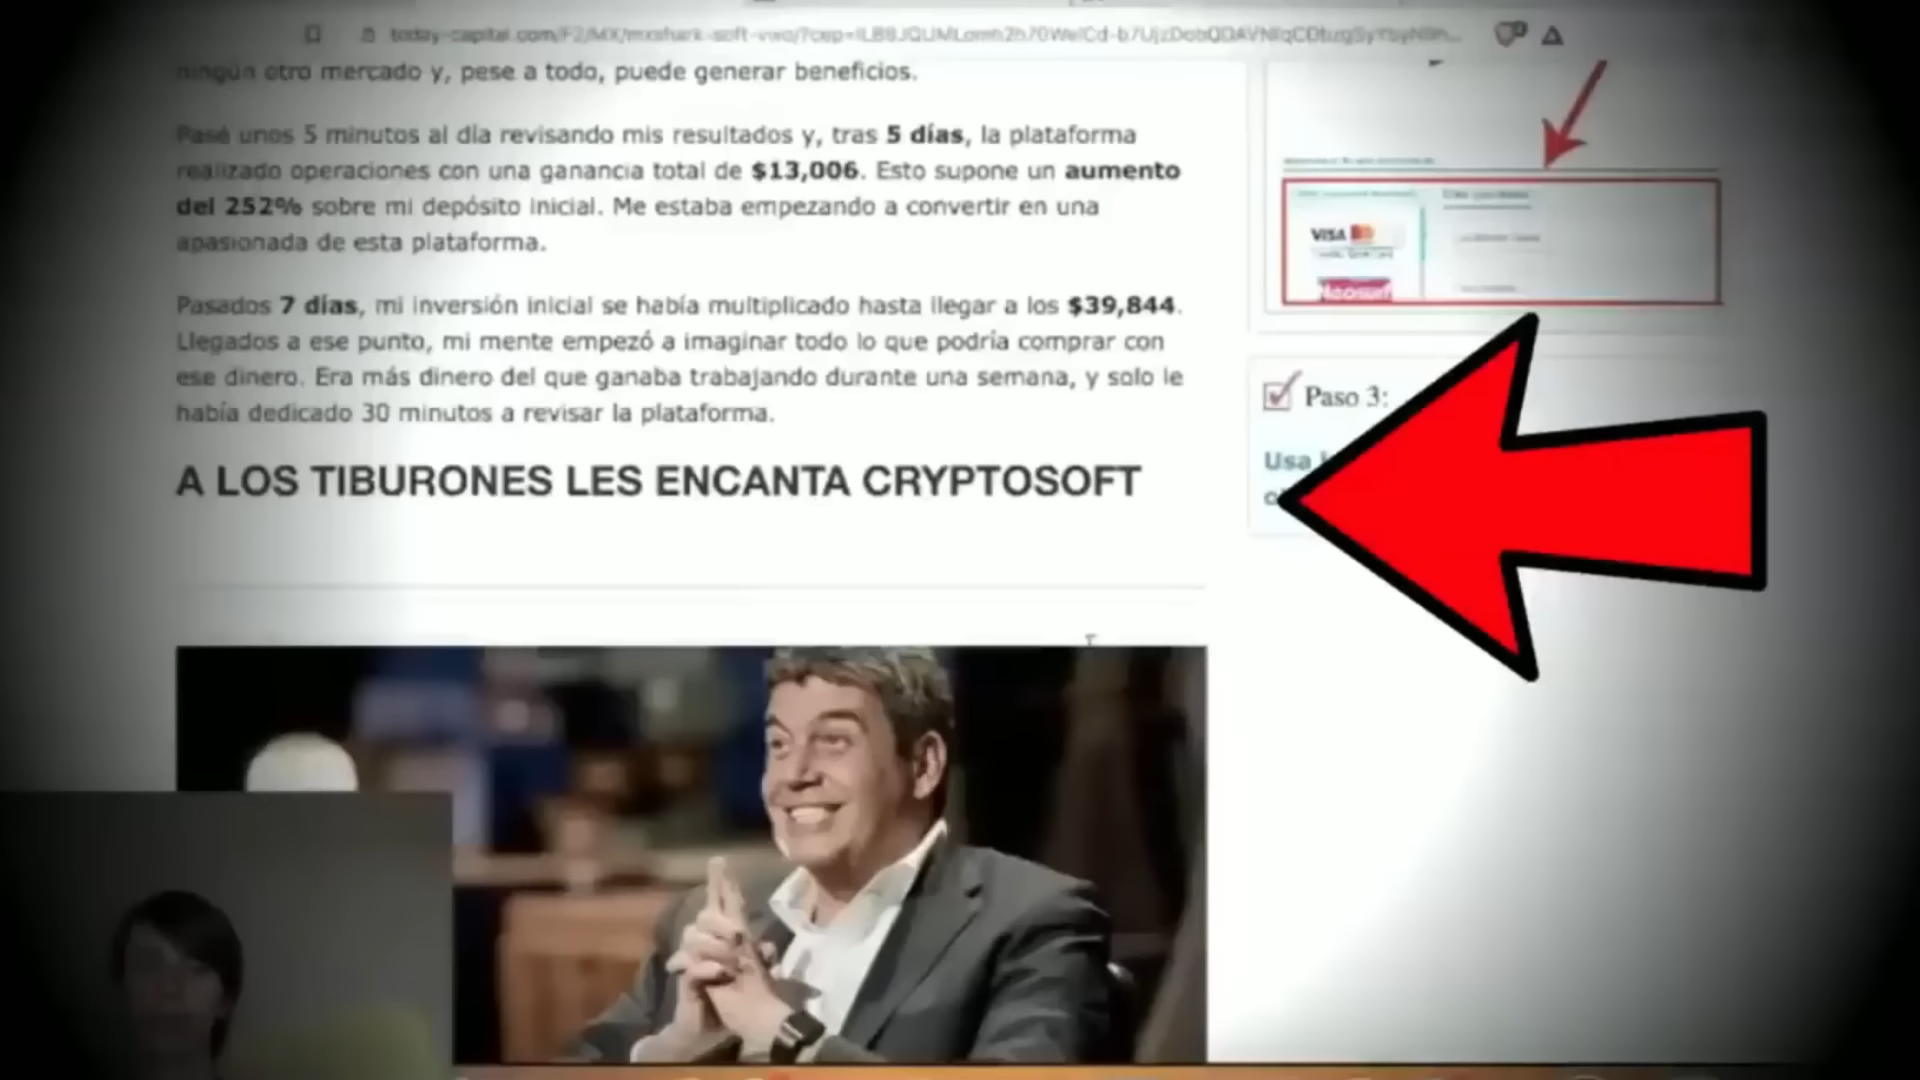 today-capital.com/F2/MX/mxshark-soft-vwo/?cep=
ningún otro mercado y, pese a todo, puede generar beneficios.
Pasé unos 5 minutos al día revisando mis resultados y, tras 5 días, la plataforma
realizado operaciones con una ganancia total de $13,006. Esto supone un aumento
del 252% sobre mi depósito inicial. Me estaba empezando a convertir en una
apasionada de esta plataforma.
Pasados 7 días, mi inversión inicial se había multiplicado hasta llegar a los $39,844.
Llegados a ese punto, mi mente empezó a imaginar todo lo que podría comprar con
ese dinero. Era más dinero del que ganaba trabajando durante una semana, y solo le
había dedicado 30 minutos a revisar la plataforma.
A LOS TIBURONES LES ENCANTA CRYPTOSOFT
VISA
Paso 3:
Usa